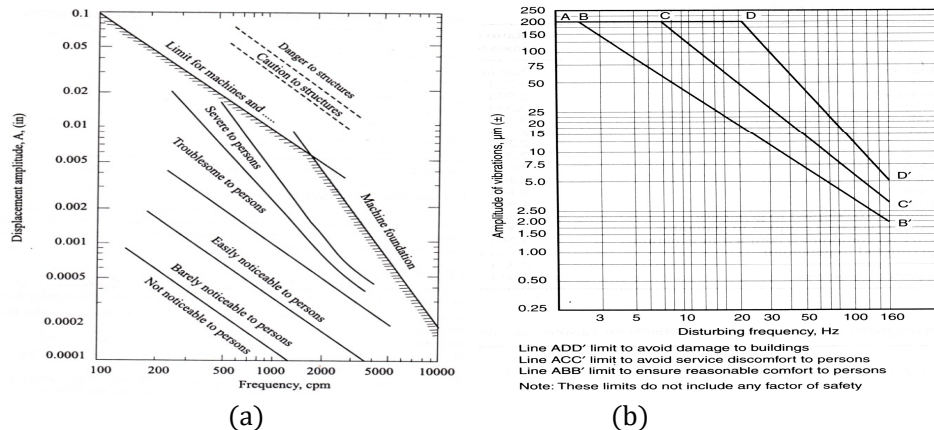 0.1
0.05
0.02
0.01
0.005
0.002
0.001
0.0005
0.0002
0.0001
Displacement amplitude, A, (in)
Danger to structures
Caution to structures
Limit for machines and .....
Severe to persons
Troublesome to persons
Machine foundation
Easily noticeable to persons
Barely noticeable to persons
Not noticeable to persons
100 200 500 1000 2000 5000 10000
Frequency, cpm
(a)
250
200
150
100
75
50
25
20
15
10
7.5
5.0
2.50
2.00
1.50
1.00
0.50
0.25
Amplitude of vibrations, μm (±)
A B C D
D′
C′
B′
3 5 10 20 30 50 100 160
Disturbing frequency, Hz
Line ADD′ limit to avoid damage to buildings
Line ACC′ limit to avoid service discomfort to persons
Line ABB′ limit to ensure reasonable comfort to persons
Note: These limits do not include any factor of safety
(b)